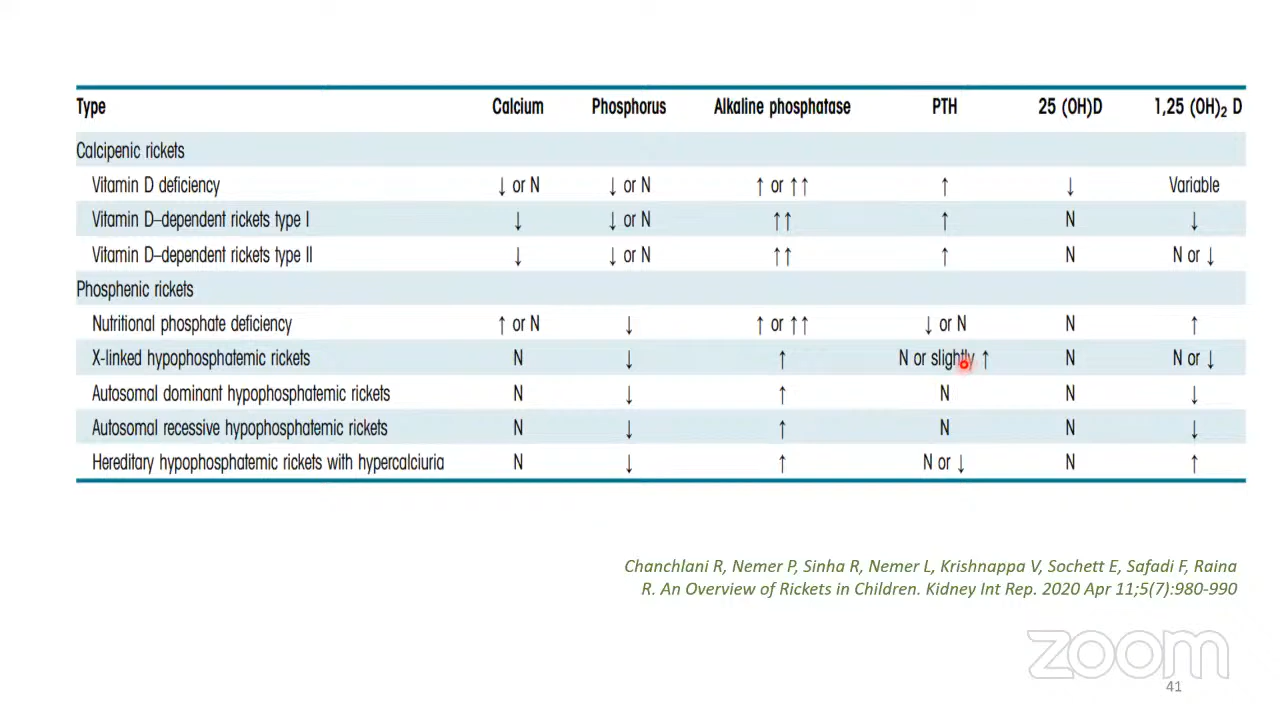 Type Calcium Phosphorus Alkaline phosphatase PTH 25 (OH)D 1,25 (OH)₂ D
Calcipenic rickets
Vitamin D deficiency ↓ or N ↓ or N ↑ or ↑↑ ↑ ↓ Variable
Vitamin D–dependent rickets type I ↓ ↓ or N ↑↑ ↑ N ↓
Vitamin D–dependent rickets type II ↓ ↓ or N ↑↑ ↑ N N or ↓
Phosphenic rickets
Nutritional phosphate deficiency ↑ or N ↓ ↑ or ↑↑ ↓ or N N ↑
X-linked hypophosphatemic rickets N ↓ ↑ N or slightly ↑ N N or ↓
Autosomal dominant hypophosphatemic rickets N ↓ ↑ N N ↓
Autosomal recessive hypophosphatemic rickets N ↓ ↑ N N ↓
Hereditary hypophosphatemic rickets with hypercalciuria N ↓ ↑ N or ↓ N ↑
Chanchlani R, Nemer P, Sinha R, Nemer L, Krishnappa V, Sochett E, Safadi F, Raina
R. An Overview of Rickets in Children. Kidney Int Rep. 2020 Apr 11;5(7):980-990
zoom
41